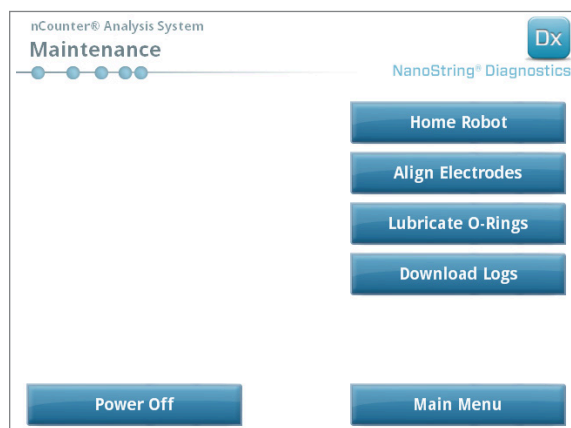 nCounter® Analysis System
Maintenance
Dx
NanoString® Diagnostics
Home Robot
Align Electrodes
Lubricate O-Rings
Download Logs
Power Off
Main Menu